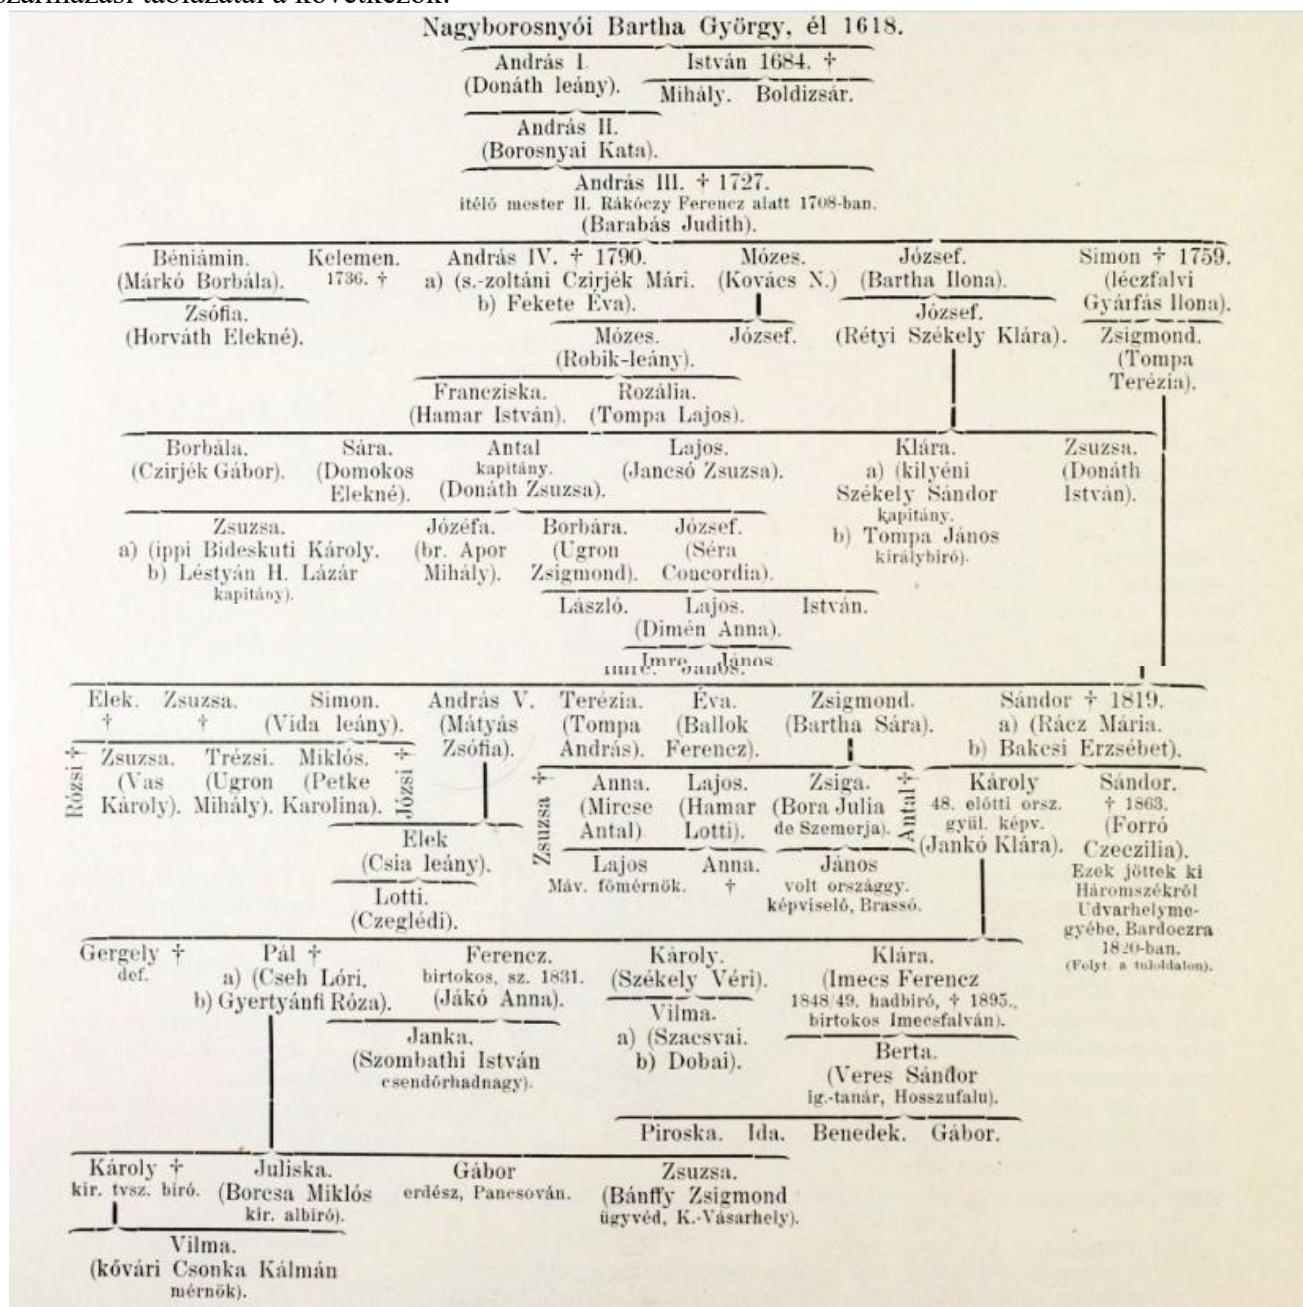 származási táblázatai a következők:
Nagyborosnyói Bartha György, él 1618.
András I. István 1684. †
(Donáth leány). Mihály. Boldizsár.
András II.
(Borosnyai Kata).
András III. † 1727.
itélő mester II. Rákóczy Ferencz alatt 1708-ban.
(Barabás Judith).
Béniámin. Kelemen. András IV. † 1790. Mózes. József. Simon † 1759.
(Márkó Borbála). 1736. † a) (s.-zoltáni Czirjék Mári. (Kovács N.) (Bartha Ilona). (léczfalvi
Zsófia. b) Fekete Éva). József. Gyárfás Ilona).
(Horváth Elekné). Mózes. József. (Rétyi Székely Klára). Zsigmond.
(Robik-leány). (Tompa
Terézia).
Francziska. Rozália.
(Hamar István). (Tompa Lajos).
Borbála. Sára. Antal Lajos. Klára. Zsuzsa.
(Czirjék Gábor). (Domokos kapitány. (Jancsó Zsuzsa). a) (kilyéni (Donáth
Elekné). (Donáth Zsuzsa). Székely Sándor István).
kapitány.
Zsuzsa. Józéfa. Borbára. József. b) Tompa János
a) (ippi Bideskuti Károly. (br. Apor (Ugron (Séra királybiró).
b) Léstyán H. Lázár Mihály). Zsigmond). Concordia).
kapitány).
László. Lajos. István.
(Dimén Anna).
Imre. János.
Elek. Zsuzsa. Simon. András V. Terézia. Éva. Zsigmond. Sándor † 1819.
† † (Vida leány). (Mátyás (Tompa (Ballok (Bartha Sára). a) (Rácz Mária.
Zsófia). András). Ferencz). b) Bakcsi Erzsébet).
Rózsi † Zsuzsa. Trézsi. Miklós. Józsi † Zsuzsa † Anna. Lajos. Zsiga. Antal † Károly Sándor.
(Vas (Ugron (Petke (Mircse (Hamar (Bora Julia 48. előtti orsz. † 1863.
Károly). Mihály). Karolina). Antal) Lotti). de Szemerja). gyül. képv. (Forró
Elek (Jankó Klára). Czeczilia).
(Csia leány). Lajos Anna. János Ezek jöttek ki
Máv. főmérnök. † volt országgy. Háromszékről
Lotti. képviselő, Brassó. Udvarhelyme-
(Czeglédi). gyébe, Bardoczra
1820-ban.
(Folyt. a tuloldalon).
Gergely † Pál † Ferencz. Károly. Klára.
def. a) (Cseh Lóri, birtokos, sz. 1831. (Székely Véri). (Imecs Ferencz
b) Gyertyánfi Róza). (Jákó Anna). 1848/49. hadbiró, † 1895.,
Vilma. birtokos Imecsfalván).
Janka. a) (Szacsvai.
(Szombathi István b) Dobai). Berta.
csendőrhadnagy). (Veres Sándor
ig.-tanár, Hosszufalu).
Piroska. Ida. Benedek. Gábor.
Károly † Juliska. Gábor Zsuzsa.
kir. tvsz. biró. (Borcsa Miklós erdész, Pancsován. (Bánffy Zsigmond
kir. albiró). ügyvéd, K.-Vásarhely).
Vilma.
(kővári Csonka Kálmán
mérnök).